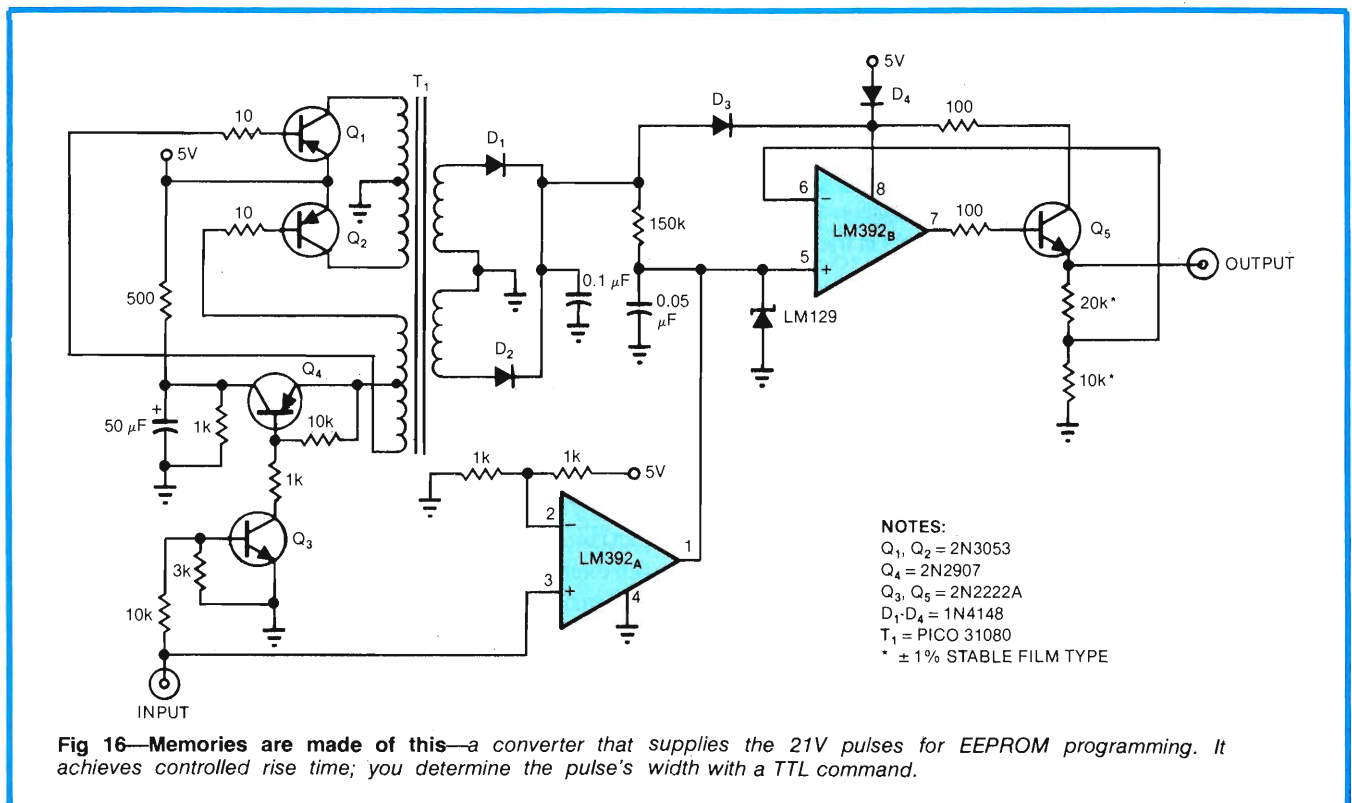 T₁
5V
D₃
D₄
100
10
Q₁
D₁
5V
6
8
150k
LM392B
7
100
Q₅
10
Q₂
5
OUTPUT
0.1 µF
0.05
µF
LM129
20k*
500
D₂
Q₄
10k*
50 µF
+
1k
10k
1k
1k
1k
5V
2
Q₃
LM392A
1
3k
3
4
10k
INPUT
NOTES:
Q₁, Q₂ = 2N3053
Q₄ = 2N2907
Q₃, Q₅ = 2N2222A
D₁-D₄ = 1N4148
T₁ = PICO 31080
* ±1% STABLE FILM TYPE
Fig 16—Memories are made of this—a converter that supplies the 21V pulses for EEPROM programming. It
achieves controlled rise time; you determine the pulse's width with a TTL command.